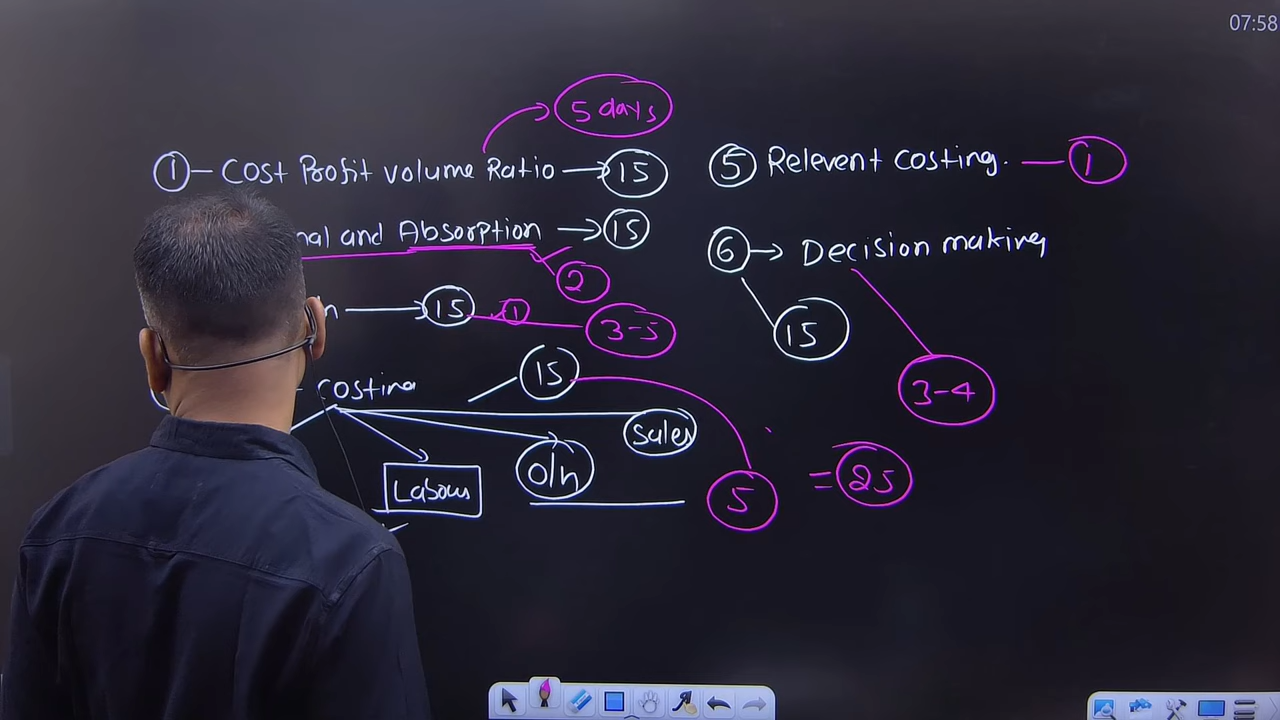 07:58
5 days
1 — Cost Profit volume Ratio → 15
nal and Absorption → 15
2
n → 15 1
3-5
costing
15
Sales
Labour
O/h
5 = 25
5 Relevent costing. — 1
6 → Decision making
15
3-4